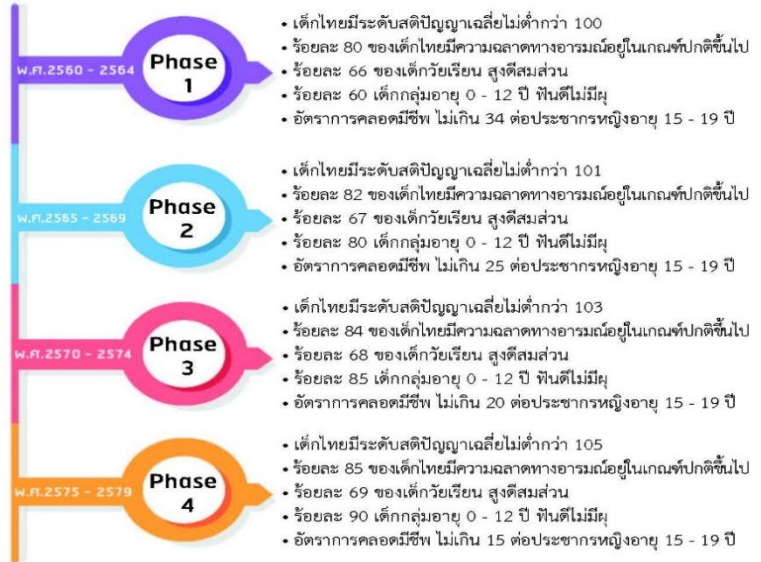 พ.ศ.2560 - 2564
Phase
1
• เด็กไทยมีระดับสติปัญญาเฉลี่ยไม่ต่ำกว่า 100
• ร้อยละ 80 ของเด็กไทยมีความฉลาดทางอารมณ์อยู่ในเกณฑ์ปกติขึ้นไป
• ร้อยละ 66 ของเด็กวัยเรียน สูงดีสมส่วน
• ร้อยละ 60 เด็กกลุ่มอายุ 0 - 12 ปี ฟันดีไม่มีผุ
• อัตราการคลอดมีชีพ ไม่เกิน 34 ต่อประชากรหญิงอายุ 15 - 19 ปี
พ.ศ.2565 - 2569
Phase
2
• เด็กไทยมีระดับสติปัญญาเฉลี่ยไม่ต่ำกว่า 101
• ร้อยละ 82 ของเด็กไทยมีความฉลาดทางอารมณ์อยู่ในเกณฑ์ปกติขึ้นไป
• ร้อยละ 67 ของเด็กวัยเรียน สูงดีสมส่วน
• ร้อยละ 80 เด็กกลุ่มอายุ 0 - 12 ปี ฟันดีไม่มีผุ
• อัตราการคลอดมีชีพ ไม่เกิน 25 ต่อประชากรหญิงอายุ 15 - 19 ปี
พ.ศ.2570 - 2574
Phase
3
• เด็กไทยมีระดับสติปัญญาเฉลี่ยไม่ต่ำกว่า 103
• ร้อยละ 84 ของเด็กไทยมีความฉลาดทางอารมณ์อยู่ในเกณฑ์ปกติขึ้นไป
• ร้อยละ 68 ของเด็กวัยเรียน สูงดีสมส่วน
• ร้อยละ 85 เด็กกลุ่มอายุ 0 - 12 ปี ฟันดีไม่มีผุ
• อัตราการคลอดมีชีพ ไม่เกิน 20 ต่อประชากรหญิงอายุ 15 - 19 ปี
พ.ศ.2575 - 2579
Phase
4
• เด็กไทยมีระดับสติปัญญาเฉลี่ยไม่ต่ำกว่า 105
• ร้อยละ 85 ของเด็กไทยมีความฉลาดทางอารมณ์อยู่ในเกณฑ์ปกติขึ้นไป
• ร้อยละ 69 ของเด็กวัยเรียน สูงดีสมส่วน
• ร้อยละ 90 เด็กกลุ่มอายุ 0 - 12 ปี ฟันดีไม่มีผุ
• อัตราการคลอดมีชีพ ไม่เกิน 15 ต่อประชากรหญิงอายุ 15 - 19 ปี